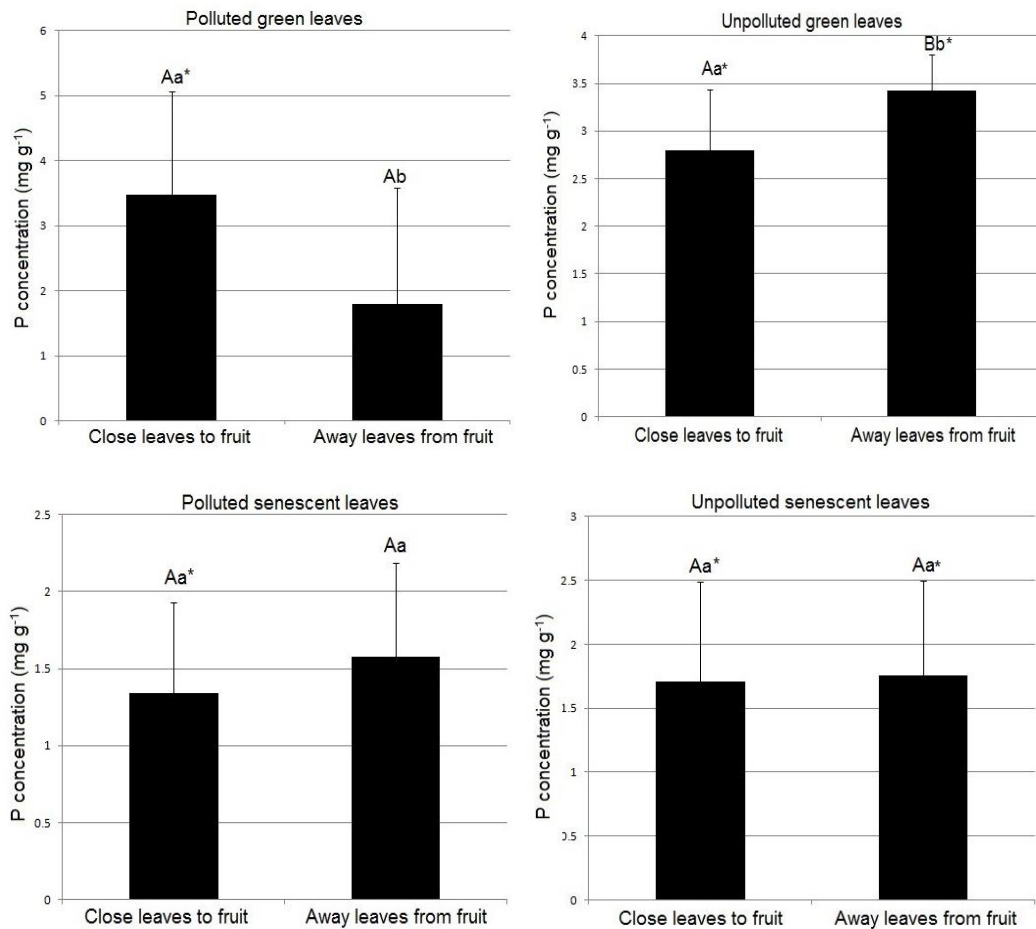 Polluted green leaves
P concentration (mg g-1)
6
5
4
3
2
1
0
Aa*
Ab
Close leaves to fruit
Away leaves from fruit
Unpolluted green leaves
P concentration (mg g-1)
4
3.5
3
2.5
2
1.5
1
0.5
0
Aa*
Bb*
Close leaves to fruit
Away leaves from fruit
Polluted senescent leaves
P concentration (mg g-1)
2.5
2
1.5
1
0.5
0
Aa*
Aa
Close leaves to fruit
Away leaves from fruit
Unpolluted senescent leaves
P concentration (mg g-1)
3
2.5
2
1.5
1
0.5
0
Aa*
Aa*
Close leaves to fruit
Away leaves from fruit